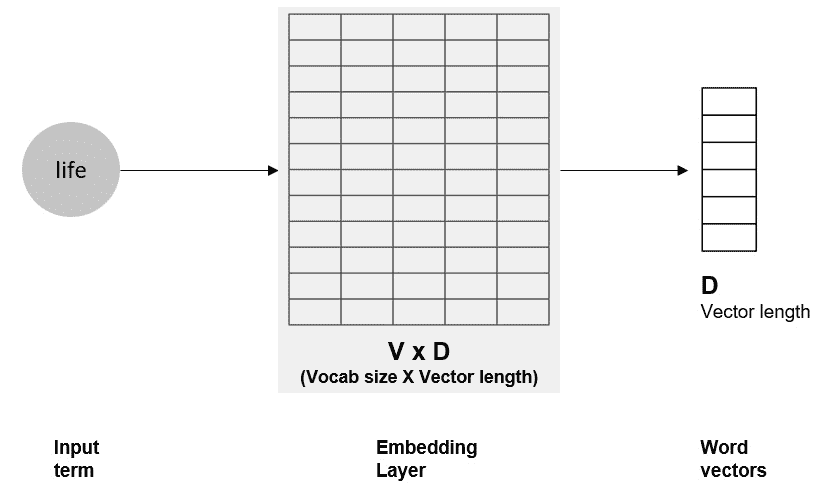 life
V x D
(Vocab size X Vector length)
D
Vector length
Input
term
Embedding
Layer
Word
vectors